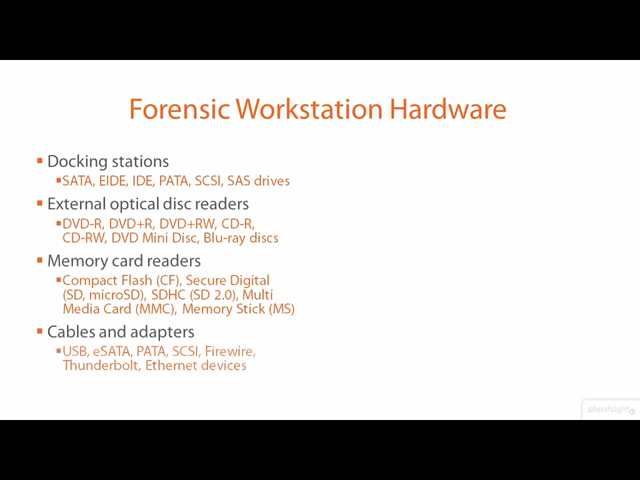 Forensic Workstation Hardware
▪ Docking stations
▪SATA, EIDE, IDE, PATA, SCSI, SAS drives
▪ External optical disc readers
▪DVD-R, DVD+R, DVD+RW, CD-R,
CD-RW, DVD Mini Disc, Blu-ray discs
▪ Memory card readers
▪Compact Flash (CF), Secure Digital
(SD, microSD), SDHC (SD 2.0), Multi
Media Card (MMC), Memory Stick (MS)
▪ Cables and adapters
▪USB, eSATA, PATA, SCSI, Firewire,
Thunderbolt, Ethernet devices
pluralsight